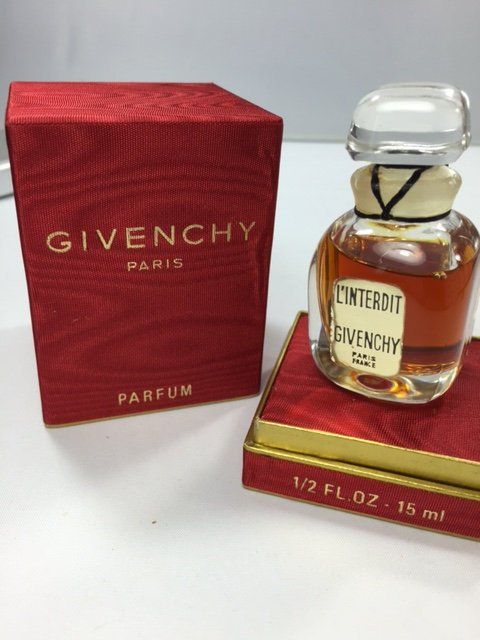 GIVENCHY
PARIS
PARFUM
L'INTERDIT
GIVENCHY
PARIS
FRANCE
1/2 FL.OZ - 15 ml